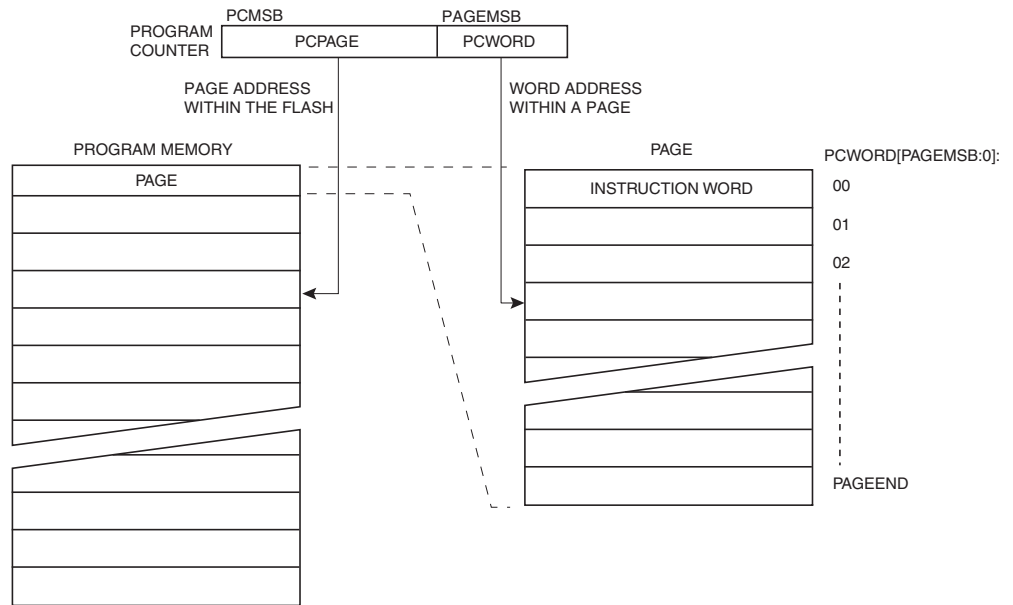 PCMSB
PAGEMSB
PROGRAM
COUNTER
PCPAGE
PCWORD
PAGE ADDRESS
WITHIN THE FLASH
WORD ADDRESS
WITHIN A PAGE
PROGRAM MEMORY
PAGE
PAGE
PCWORD[PAGEMSB:0]:
INSTRUCTION WORD
00
01
02
PAGEEND